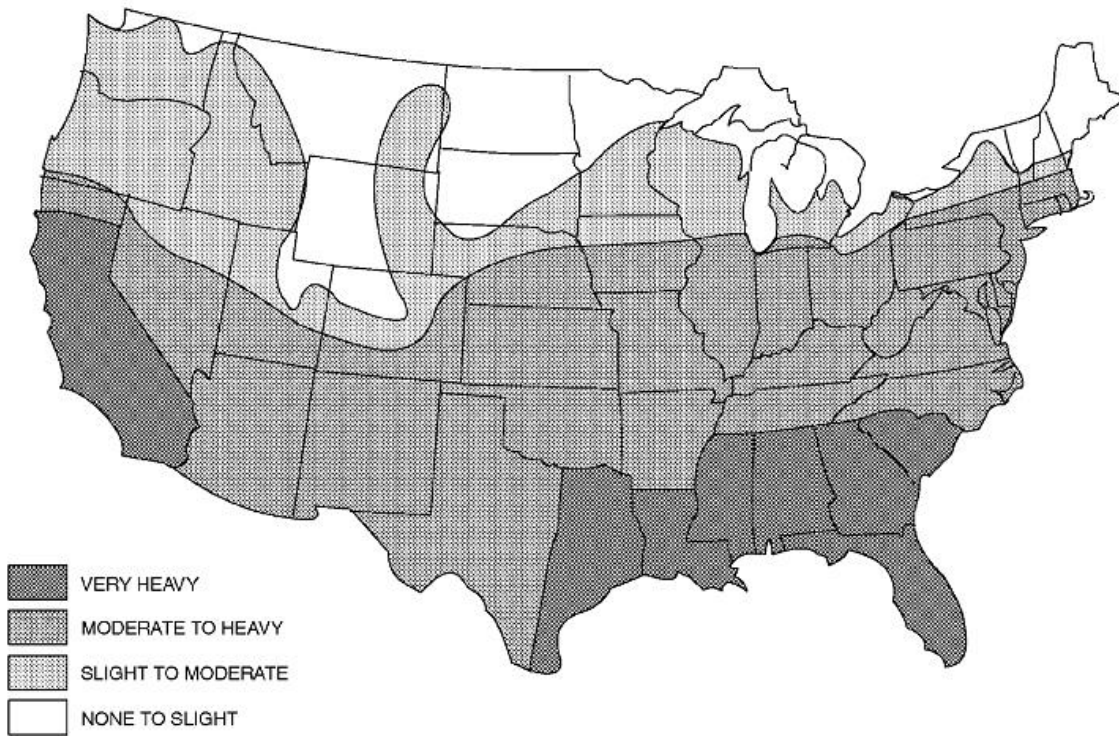 VERY HEAVY
MODERATE TO HEAVY
SLIGHT TO MODERATE
NONE TO SLIGHT